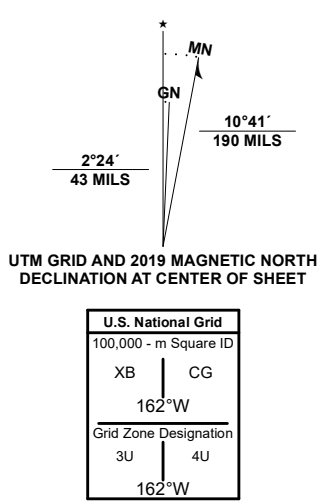 ★
MN
GN
10°41´
190 MILS
2°24´
43 MILS
UTM GRID AND 2019 MAGNETIC NORTH
DECLINATION AT CENTER OF SHEET
U.S. National Grid
100,000 - m Square ID
XB CG
162°W
Grid Zone Designation
3U 4U
162°W